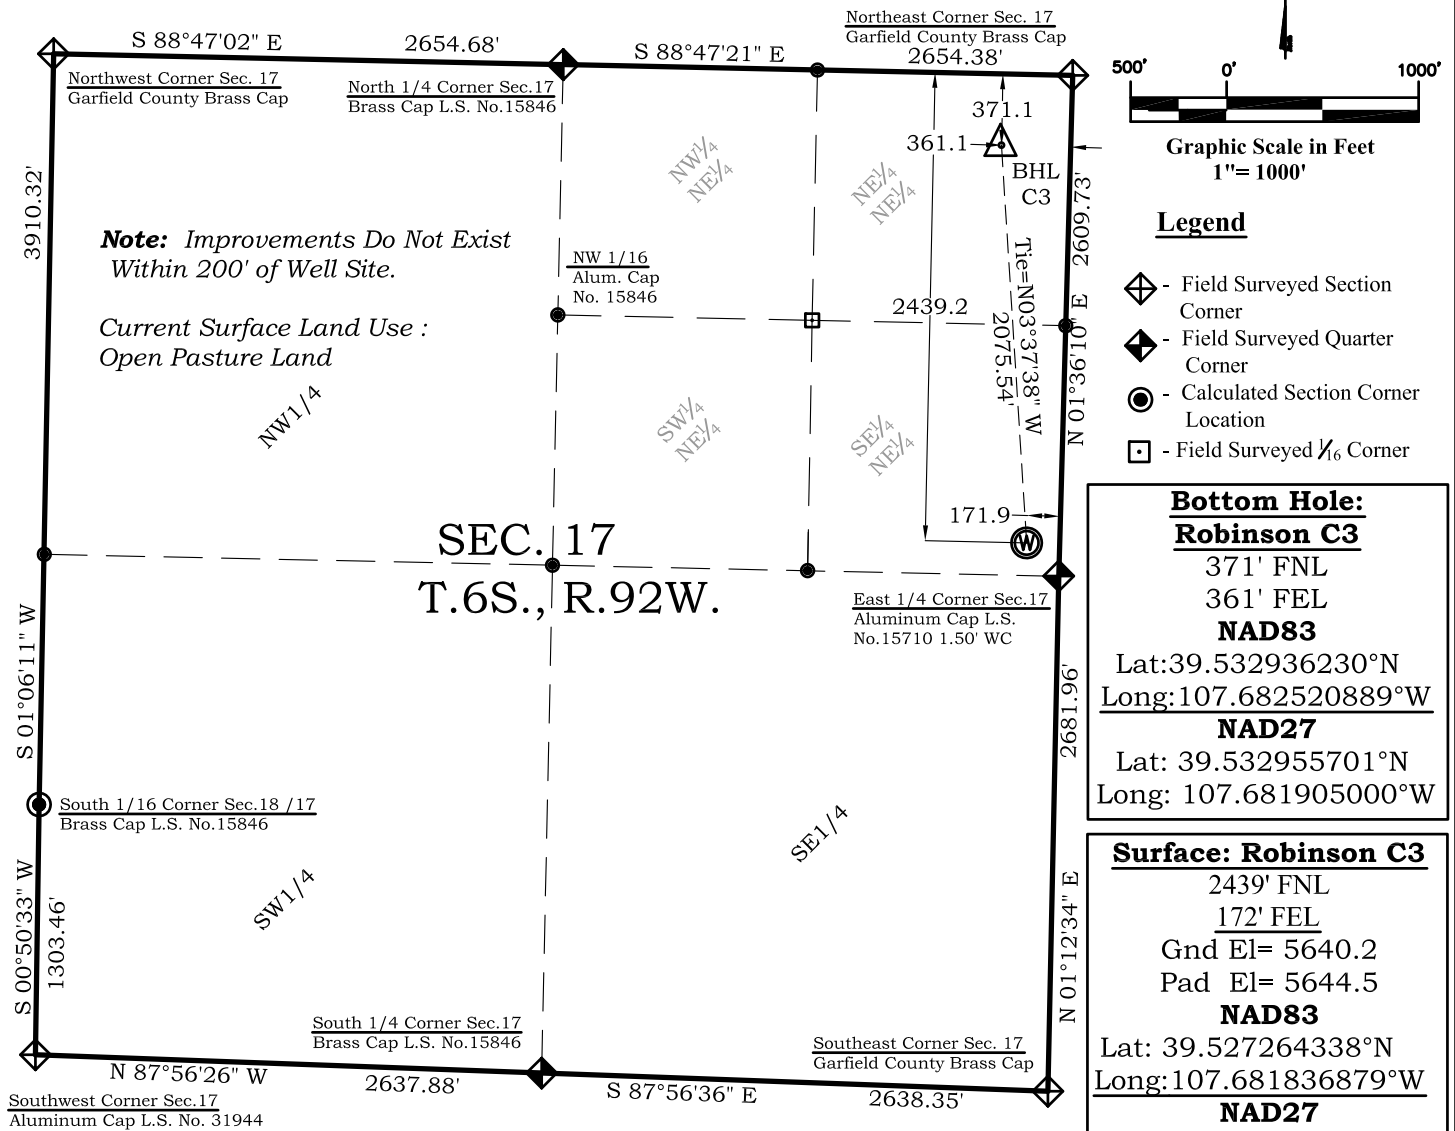 S 88°47'02" E 2654.68'
S 88°47'21" E
2654.38'
Northeast Corner Sec. 17
Garfield County Brass Cap
Northwest Corner Sec. 17
Garfield County Brass Cap
North 1/4 Corner Sec.17
Brass Cap L.S. No.15846
500' 0' 1000'
Graphic Scale in Feet
1"= 1000'
371.1
361.1
BHL
C3
NW¼
NE¼
NE¼
NE¼
3910.32'
2609.73'
Note: Improvements Do Not Exist
Within 200' of Well Site.
Current Surface Land Use :
Open Pasture Land
NW 1/16
Alum. Cap
No. 15846
2439.2
Tie=N03°37'38" W
2075.54'
N 01°36'10" E
Legend
- Field Surveyed Section
Corner
- Field Surveyed Quarter
Corner
- Calculated Section Corner
Location
- Field Surveyed 1/16 Corner
NW1/4
SW¼
NE¼
SE¼
NE¼
171.9
W
SEC. 17
T.6S., R.92W.
East 1/4 Corner Sec.17
Aluminum Cap L.S.
No.15710 1.50' WC
S 01°06'11" W
2681.96'
South 1/16 Corner Sec.18 /17
Brass Cap L.S. No.15846
SE1/4
SW1/4
S 00°50'33" W
1303.46'
N 01°12'34" E
South 1/4 Corner Sec.17
Brass Cap L.S. No.15846
Southeast Corner Sec. 17
Garfield County Brass Cap
N 87°56'26" W 2637.88'
S 87°56'36" E 2638.35'
Southwest Corner Sec.17
Aluminum Cap L.S. No. 31944
Bottom Hole:
Robinson C3
371' FNL
361' FEL
NAD83
Lat:39.532936230°N
Long:107.682520889°W
NAD27
Lat: 39.532955701°N
Long: 107.681905000°W
Surface: Robinson C3
2439' FNL
172' FEL
Gnd El= 5640.2
Pad El= 5644.5
NAD83
Lat: 39.527264338°N
Long:107.681836879°W
NAD27